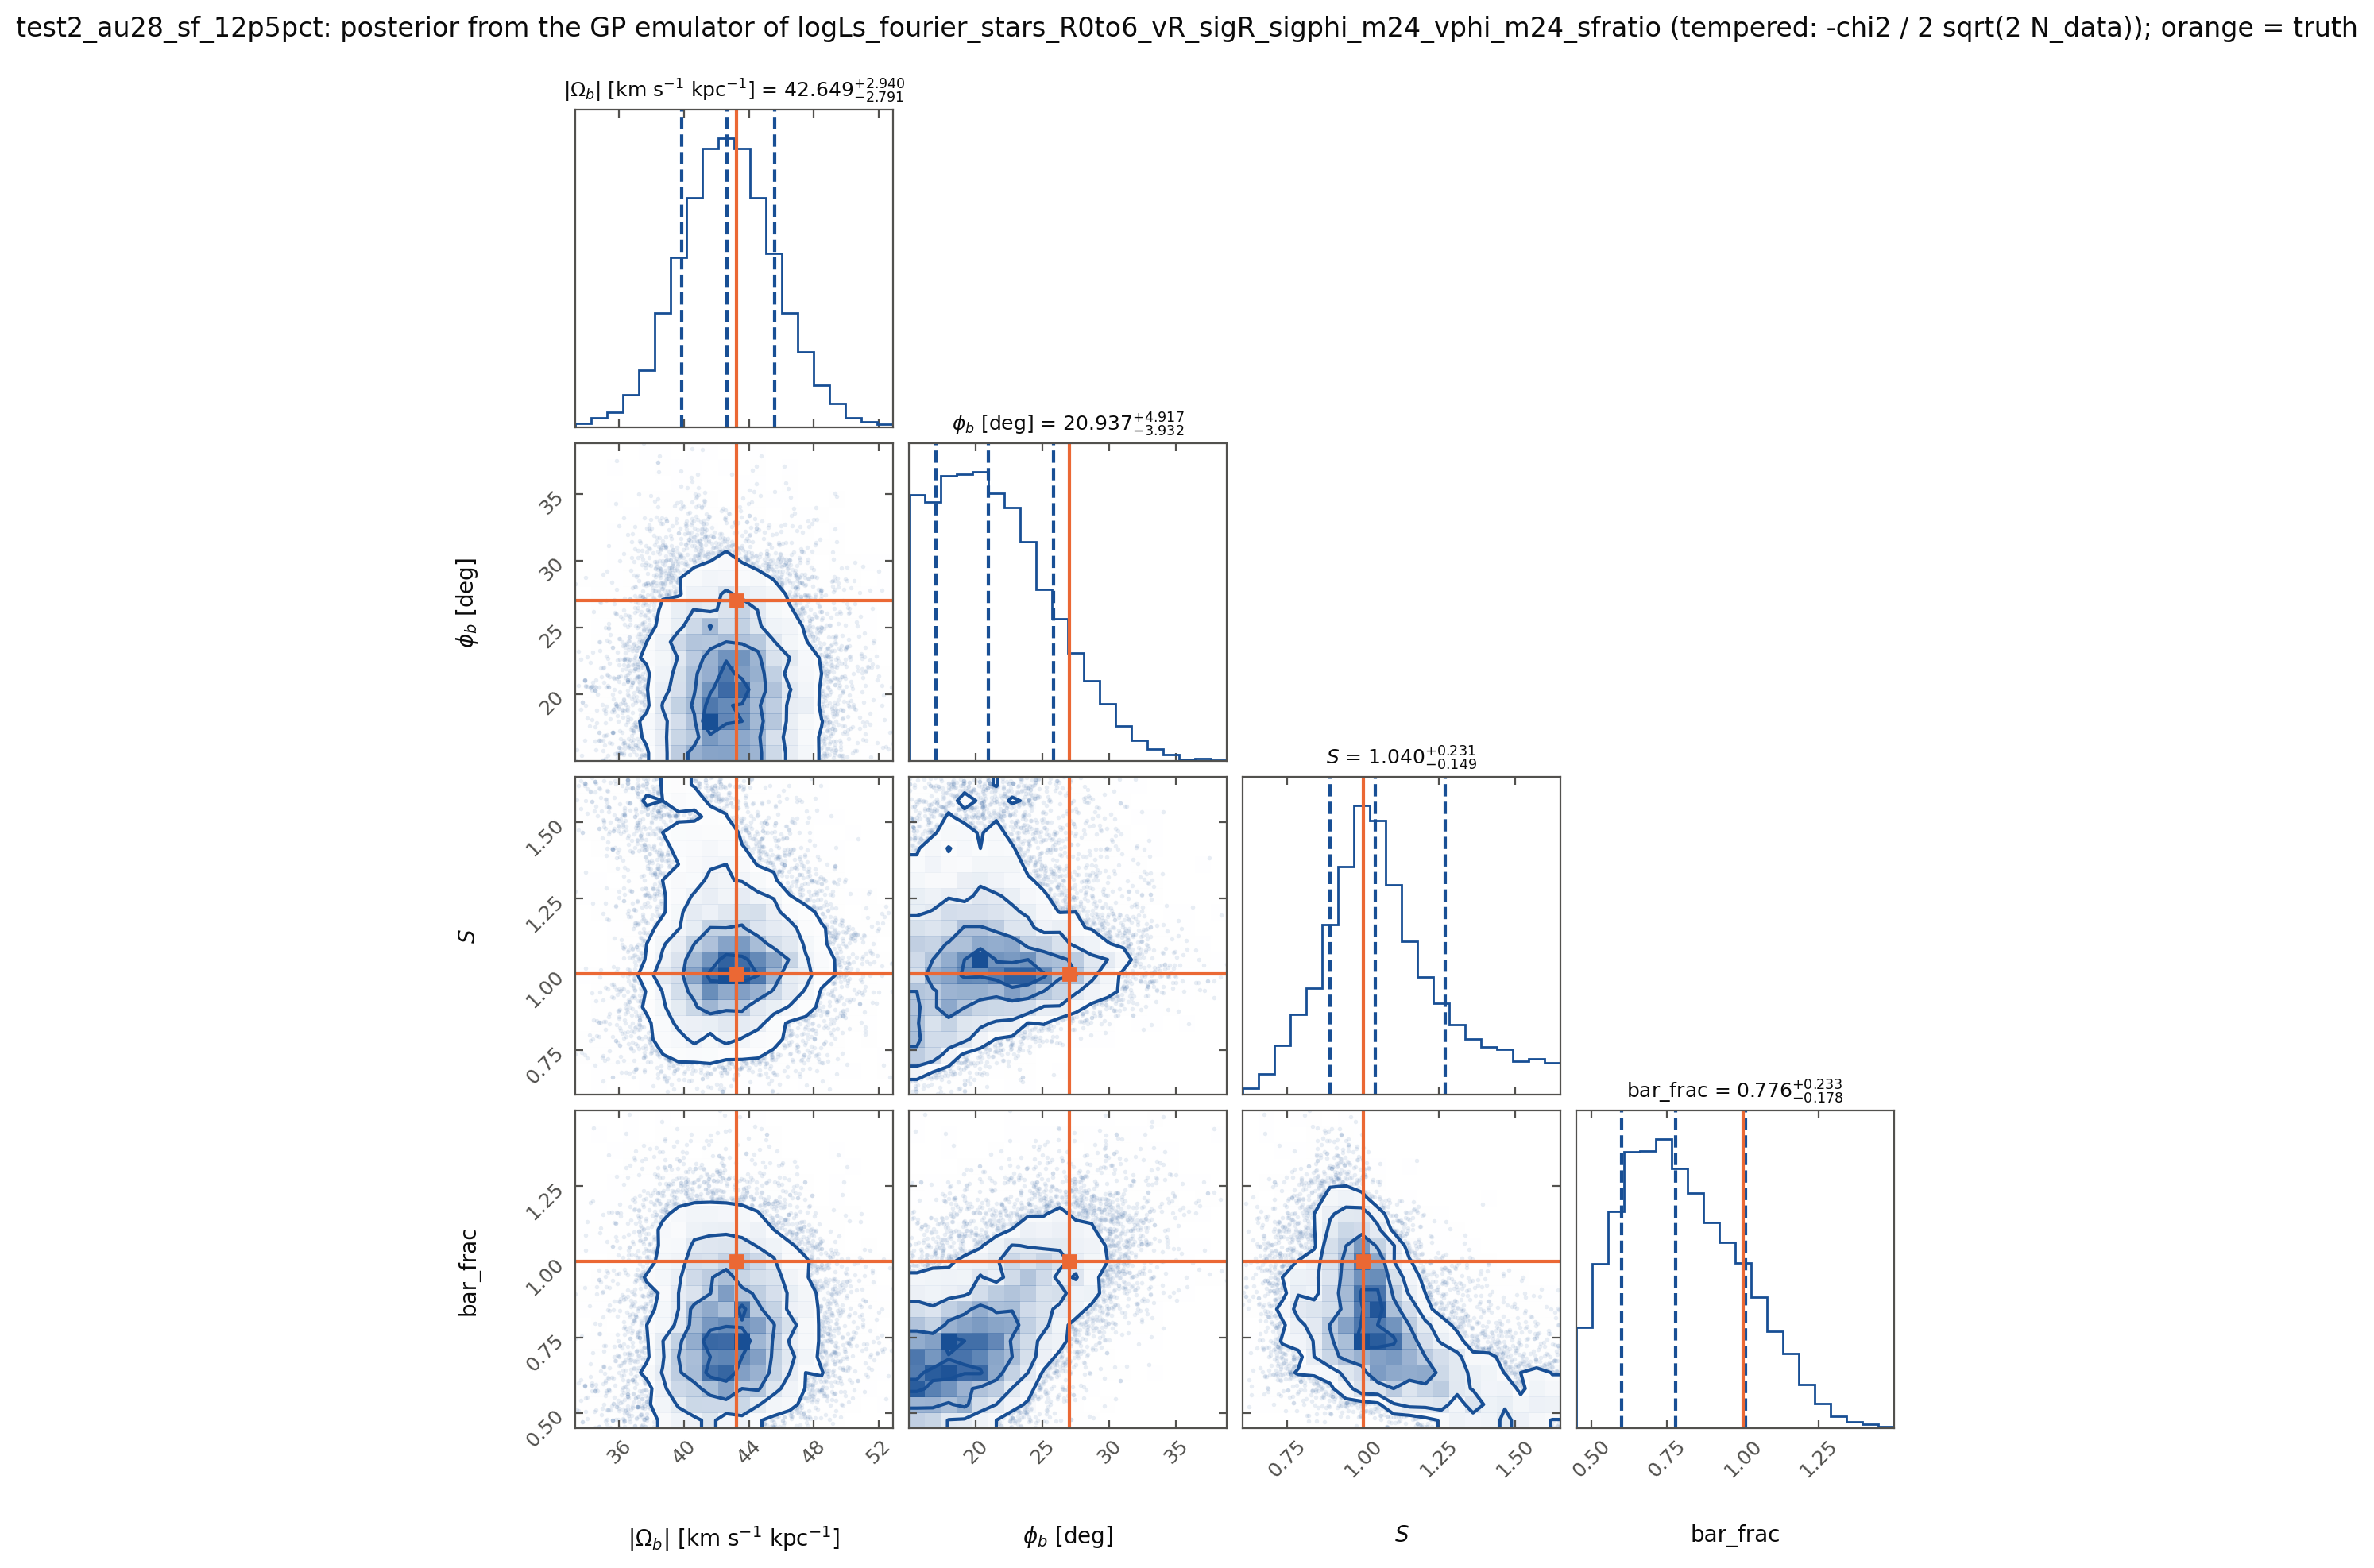 test2_au28_sf_12p5pct: posterior from the GP emulator of logLs_fourier_stars_R0to6_vR_sigR_sigphi_m24_vphi_m24_sfratio (tempered: -chi2 / 2 sqrt(2 N_data)); orange = truth
|Ω_b| [km s⁻¹ kpc⁻¹] = 42.649^{+2.940}_{−2.791}
ϕ_b [deg] = 20.937^{+4.917}_{−3.932}
ϕ_b [deg]
35
30
25
20
S = 1.040^{+0.231}_{−0.149}
S
1.50
1.25
1.00
0.75
bar_frac = 0.776^{+0.233}_{−0.178}
bar_frac
1.25
1.00
0.75
0.50
36 40 44 48 52 20 25 30 35 0.75 1.00 1.25 1.50 0.50 0.75 1.00 1.25
|Ω_b| [km s⁻¹ kpc⁻¹] ϕ_b [deg] S bar_frac